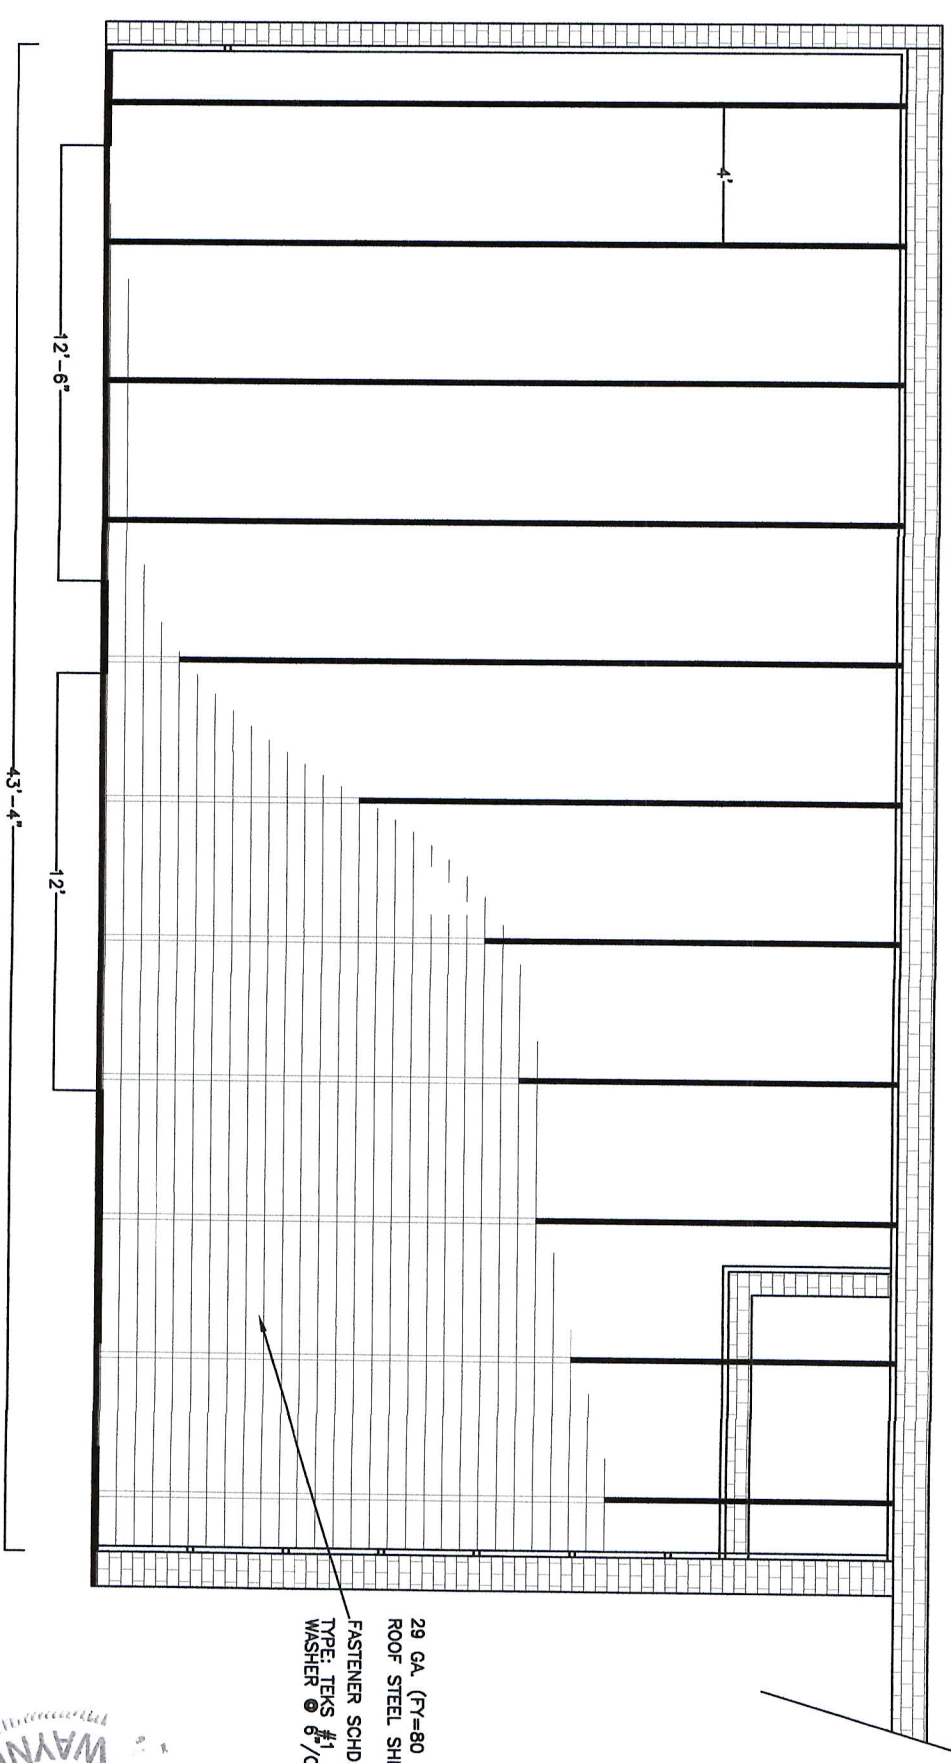 4'
12'-6"
12'
43'-4"
29 GA. (FY=80
ROOF STEEL
FASTENER SCHD
TYPE: TEKS #1
WASHER @ 6"/